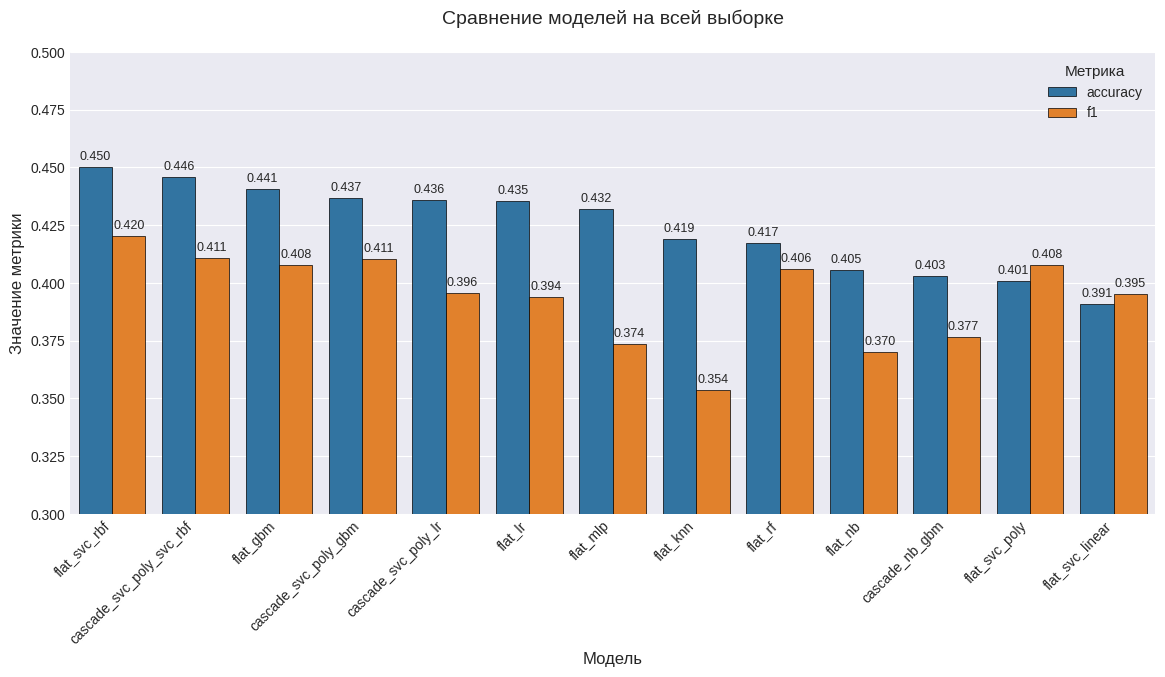 Сравнение моделей на всей выборке
Значение метрики
0.500
0.475
0.450
0.425
0.400
0.375
0.350
0.325
0.300
Метрика
accuracy
f1
0.450
0.420
0.446
0.411
0.441
0.408
0.437
0.411
0.436
0.396
0.435
0.394
0.432
0.374
0.419
0.354
0.417
0.406
0.405
0.370
0.403
0.377
0.401
0.408
0.391
0.395
flat_svc_rbf
cascade_svc_poly_svc_rbf
flat_gbm
cascade_svc_poly_gbm
cascade_svc_poly_lr
flat_lr
flat_mlp
flat_knn
flat_rf
flat_nb
cascade_nb_gbm
flat_svc_poly
flat_svc_linear
Модель